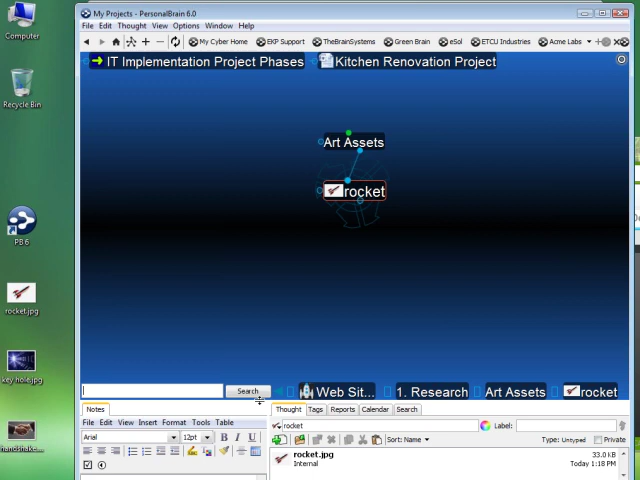 Computer
Recycle Bin
PB 6
rocket.jpg
key hole.jpg
handshake...
My Projects - PersonalBrain 6.0
File Edit Thought View Options Window Help
My Cyber Home EKP Support TheBrainSystems Green Brain eSol ETCU Industries Acme Labs
IT Implementation Project Phases Kitchen Renovation Project
Art Assets
rocket
Search Web Sit... 1. Research Art Assets rocket
Notes
File Edit View Insert Format Tools Table
Arial 12pt B I U
Thought Tags Reports Calendar Search
rocket Label:
Sort: Name Type: Untyped Private
rocket.jpg 33.0 kB
Internal Today 1:18 PM